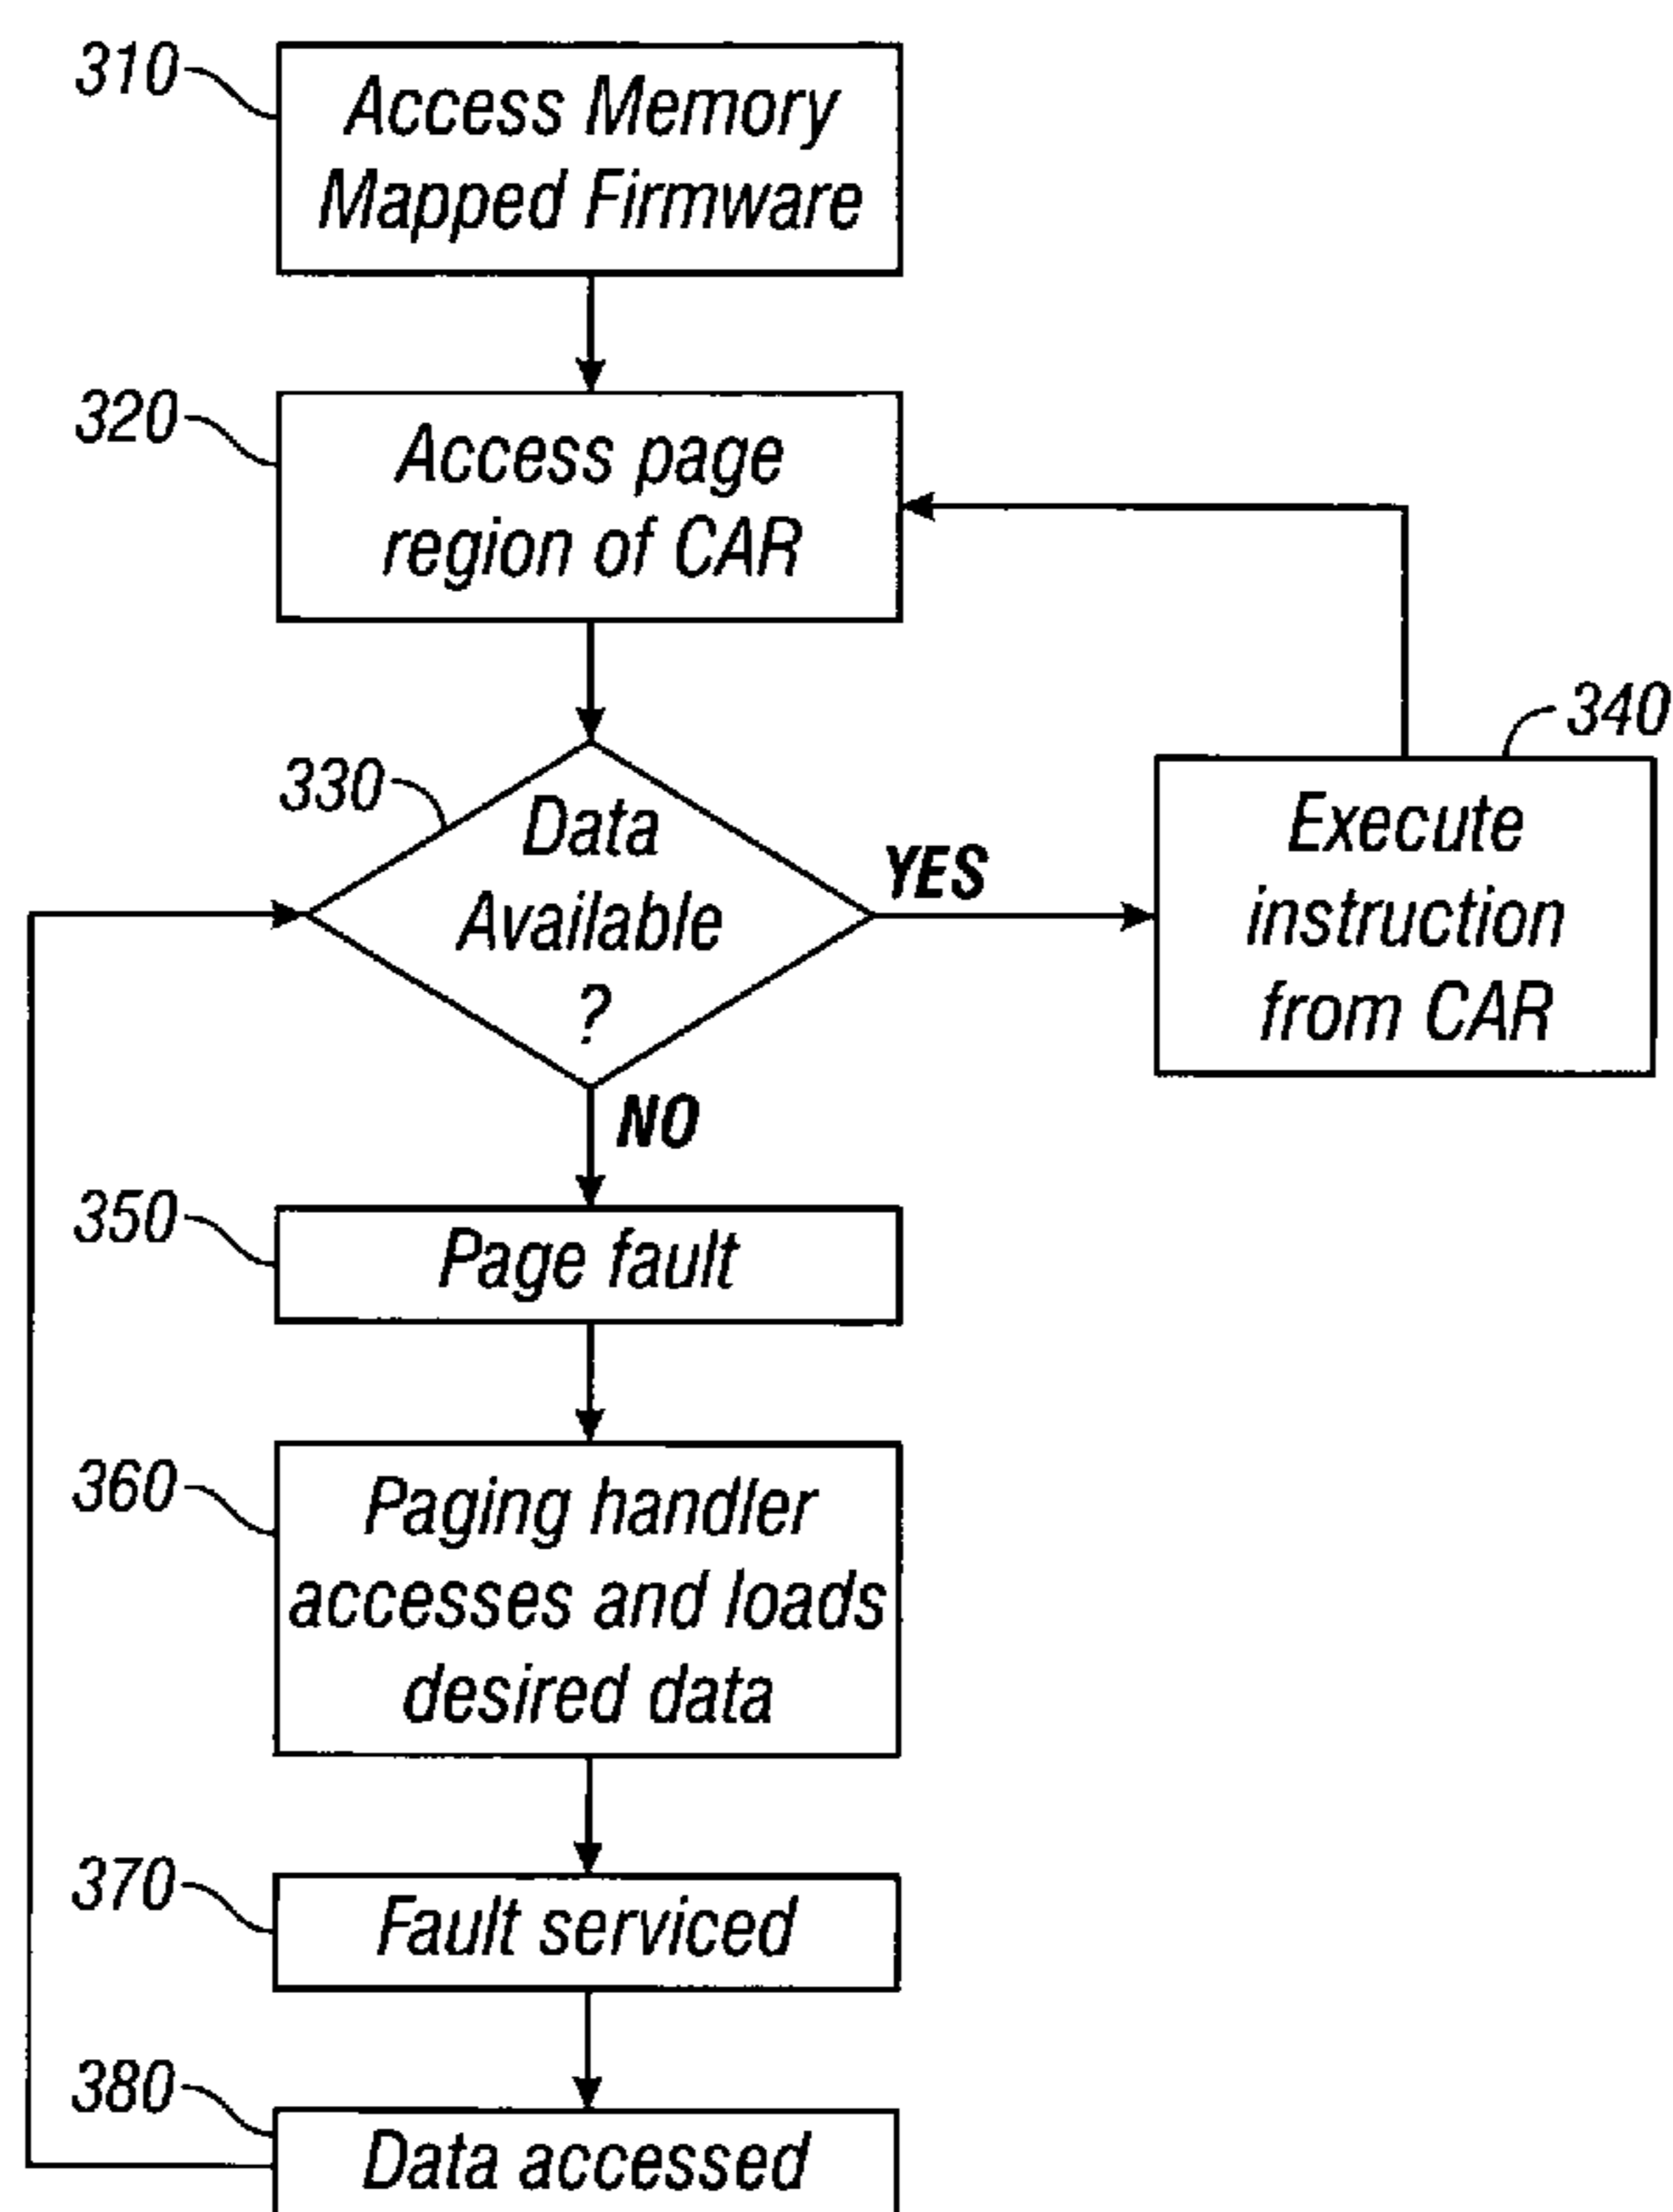 310
Access Memory
Mapped Firmware
320
Access page
region of CAR
330
Data
Available
?
YES
340
Execute
instruction
from CAR
NO
350
Page fault
360
Paging handler
accesses and loads
desired data
370
Fault serviced
380
Data accessed